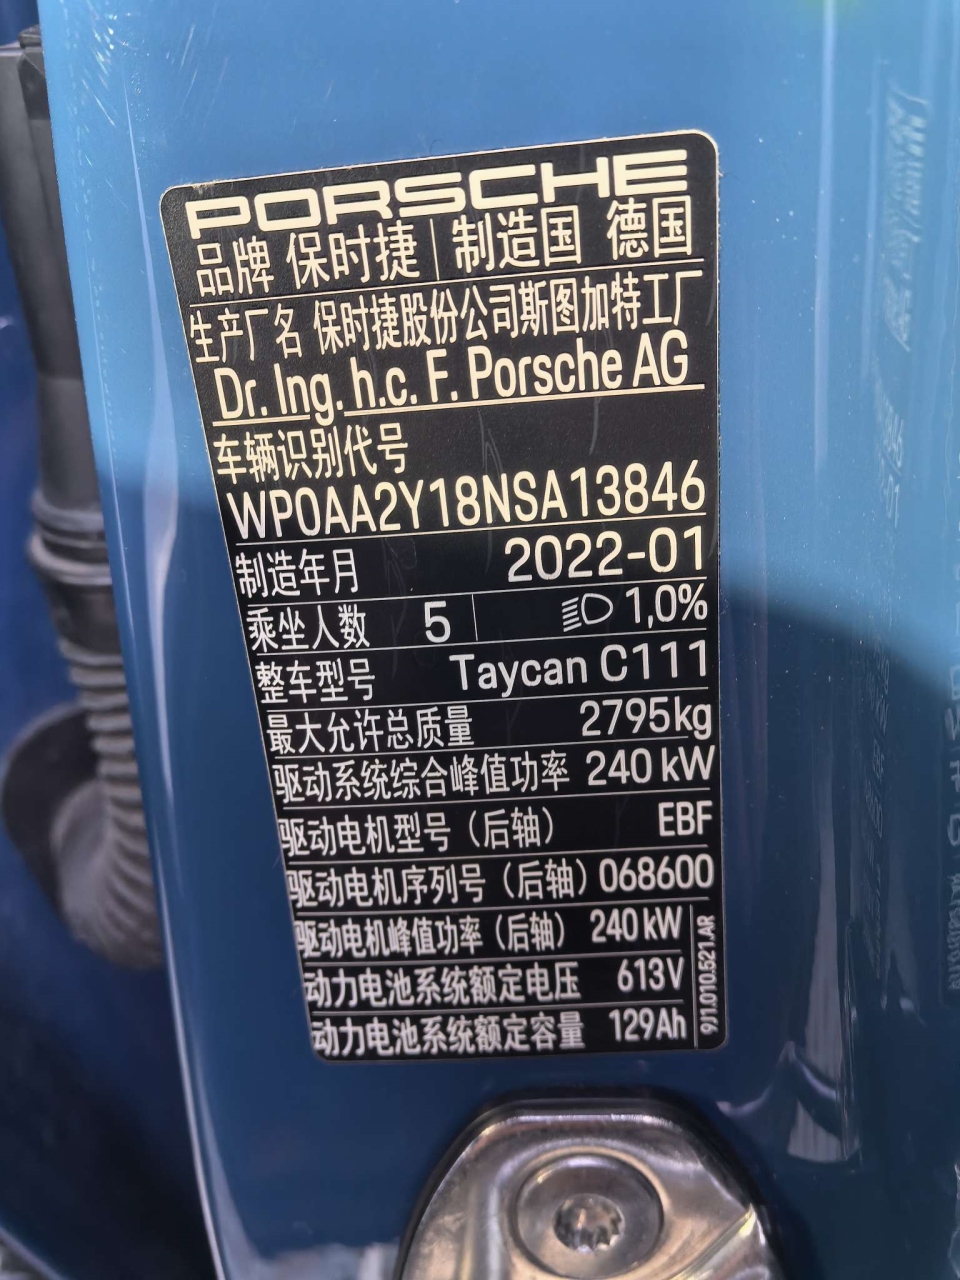 PORSCHE
品牌 保时捷 制造国 德国
生产厂名 保时捷股份公司斯图加特工厂
Dr. Ing. h.c. F. Porsche AG
车辆识别代号
WP0AA2Y18NSA13846
制造年月 2022-01
乘坐人数 5 1,0%
整车型号 Taycan C111
最大允许总质量 2795kg
驱动系统综合峰值功率 240 kW
驱动电机型号（后轴） EBF
驱动电机序列号（后轴） 068600
驱动电机峰值功率（后轴） 240 kW
动力电池系统额定电压 613V
动力电池系统额定容量 129Ah
9J1.010.521.AR